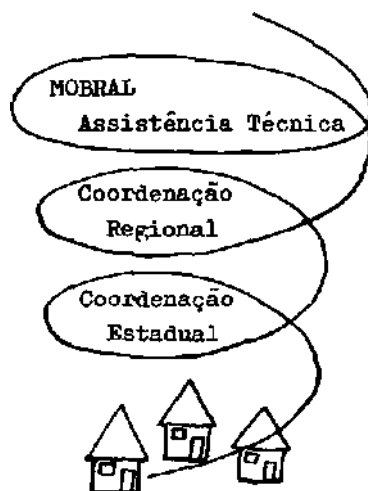 MOBRAL
Assistência Técnica
Coordenação
Regional
Coordenação
Estadual